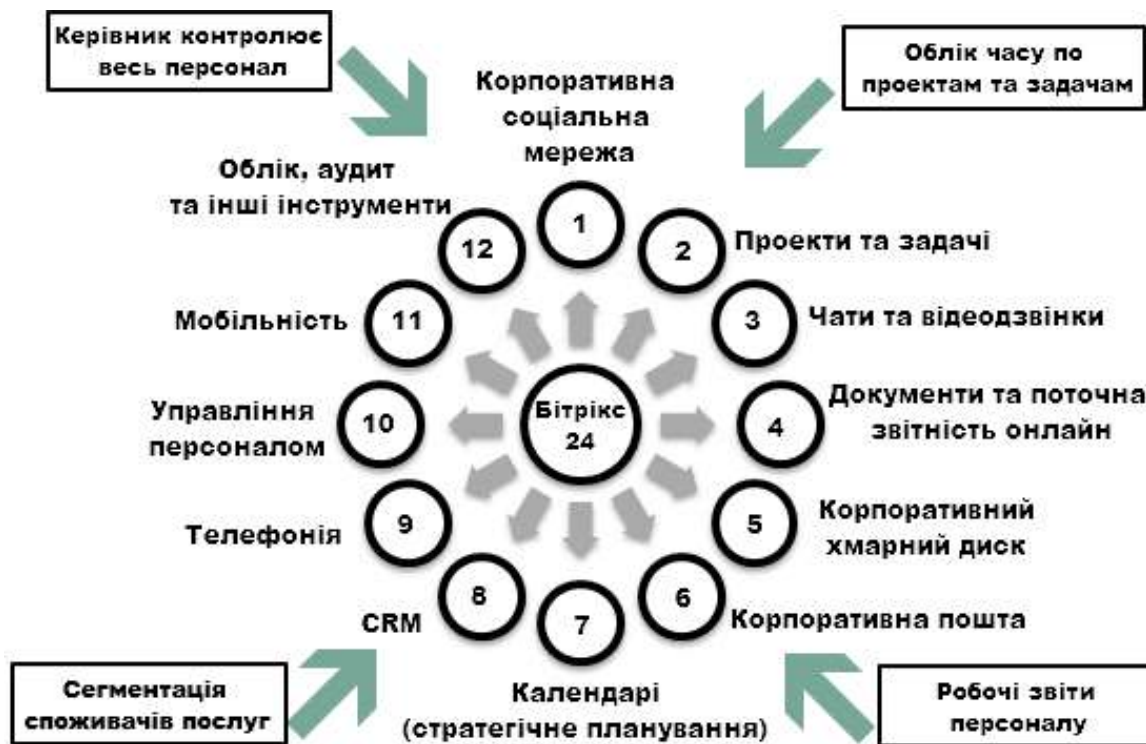 Керівник контролює
весь персонал
Облік часу по
проектам та задачам
Корпоративна
соціальна
мережа
Облік, аудит
та інші інструменти
1
2
Проекти та задачі
12
3
Чати та відеодзвінки
Мобільність
11
4
Документи та поточна
звітність онлайн
Бітрікс
24
Управління
персоналом
10
5
Корпоративний
хмарний диск
Телефонія
9
6
Корпоративна пошта
CRM
8
7
Календарі
(стратегічне планування)
Сегментація
споживачів послуг
Робочі звіти
персоналу